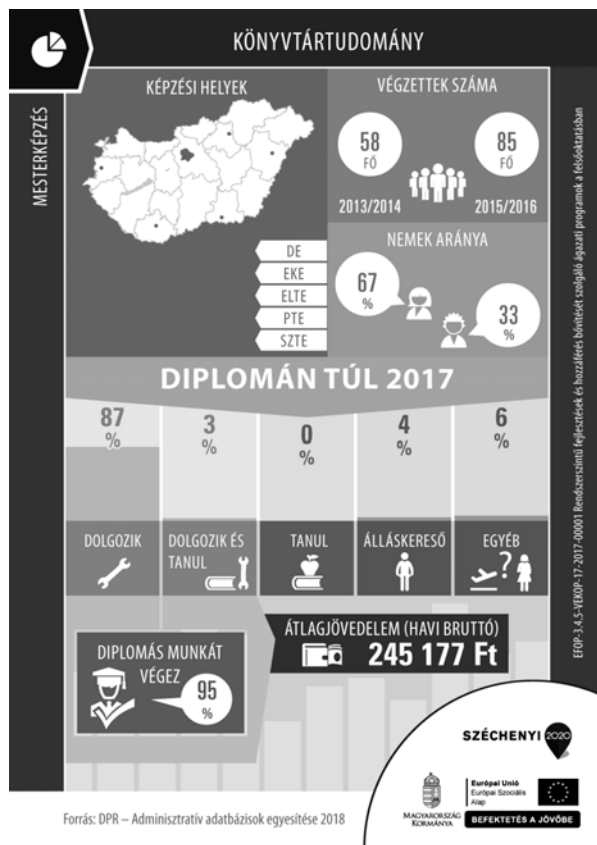 KÖNYVTÁRTUDOMÁNY
MESTERKÉPZÉS
KÉPZÉSI HELYEK
DE
EKE
ELTE
PTE
SZTE
VÉGZETTEK SZÁMA
58
FŐ
85
FŐ
2013/2014
2015/2016
NEMEK ARÁNYA
67
%
33
%
DIPLOMÁN TÚL 2017
87
%
3
%
0
%
4
%
6
%
DOLGOZIK
DOLGOZIK ÉS
TANUL
TANUL
ÁLLÁSKERESŐ
EGYÉB
?
DIPLOMÁS MUNKÁT
VÉGEZ
95
%
ÁTLAGJÖVEDELEM (HAVI BRUTTÓ)
245 177 Ft
EFOP-3.4.5-VEKOP-17-2017-00001 Rendszerszintű fejlesztések és hozzáférés bővítését szolgáló ágazati programok a felsőoktatásban
SZÉCHENYI 2020
MAGYARORSZÁG
KORMÁNYA
Európai Unió
Európai Szociális
Alap
BEFEKTETÉS A JÖVŐBE
Forrás: DPR – Adminisztratív adatbázisok egyesítése 2018